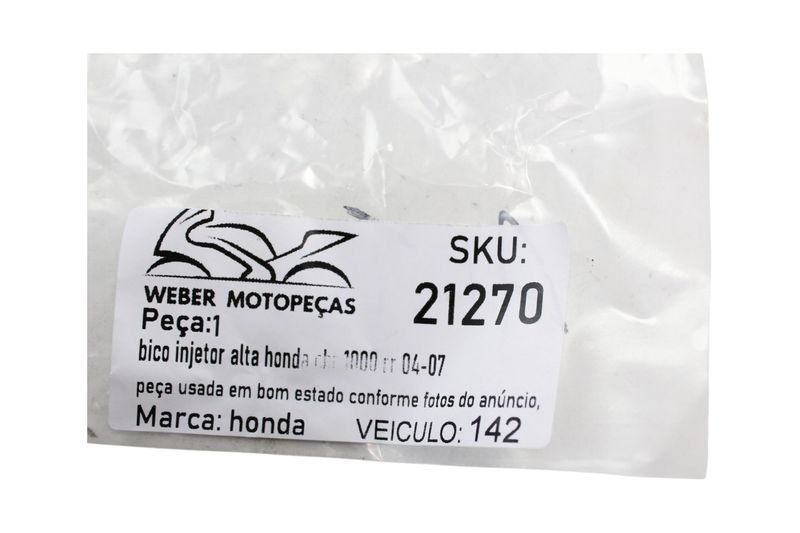 WEBER MOTOPEÇAS
SKU:
21270
Peça:1
bico injetor alta honda cbr 1000 rr 04-07
peça usada em bom estado conforme fotos do anúncio,
Marca: honda
VEICULO: 142